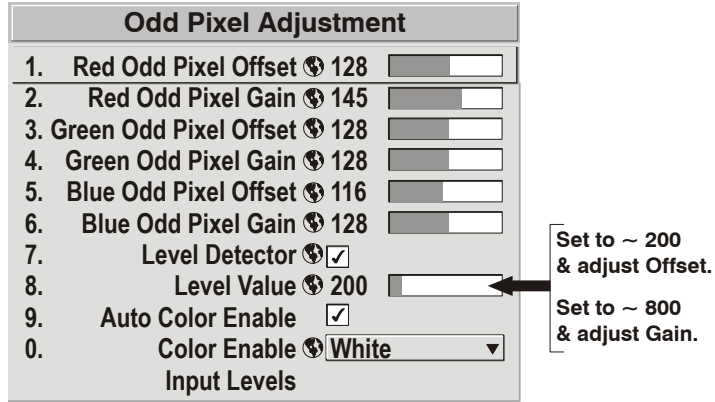 Odd Pixel Adjustment
1. Red Odd Pixel Offset 128
2. Red Odd Pixel Gain 145
3. Green Odd Pixel Offset 128
4. Green Odd Pixel Gain 128
5. Blue Odd Pixel Offset 116
6. Blue Odd Pixel Gain 128
7. Level Detector
8. Level Value 200
9. Auto Color Enable
0. Color Enable White
Input Levels
Set to ~ 200
& adjust Offset.
Set to ~ 800
& adjust Gain.